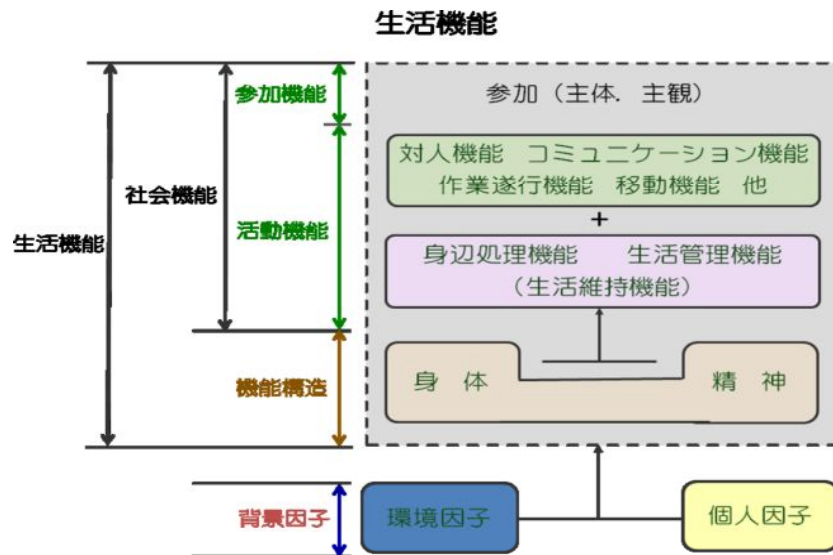 生活機能
参加機能
参加（主体．主観）
対人機能　コミュニケーション機能
作業遂行機能　移動機能　他
社会機能
+
活動機能
生活機能
身辺処理機能　生活管理機能
（生活維持機能）
機能構造
身　体
精　神
背景因子
環境因子
個人因子